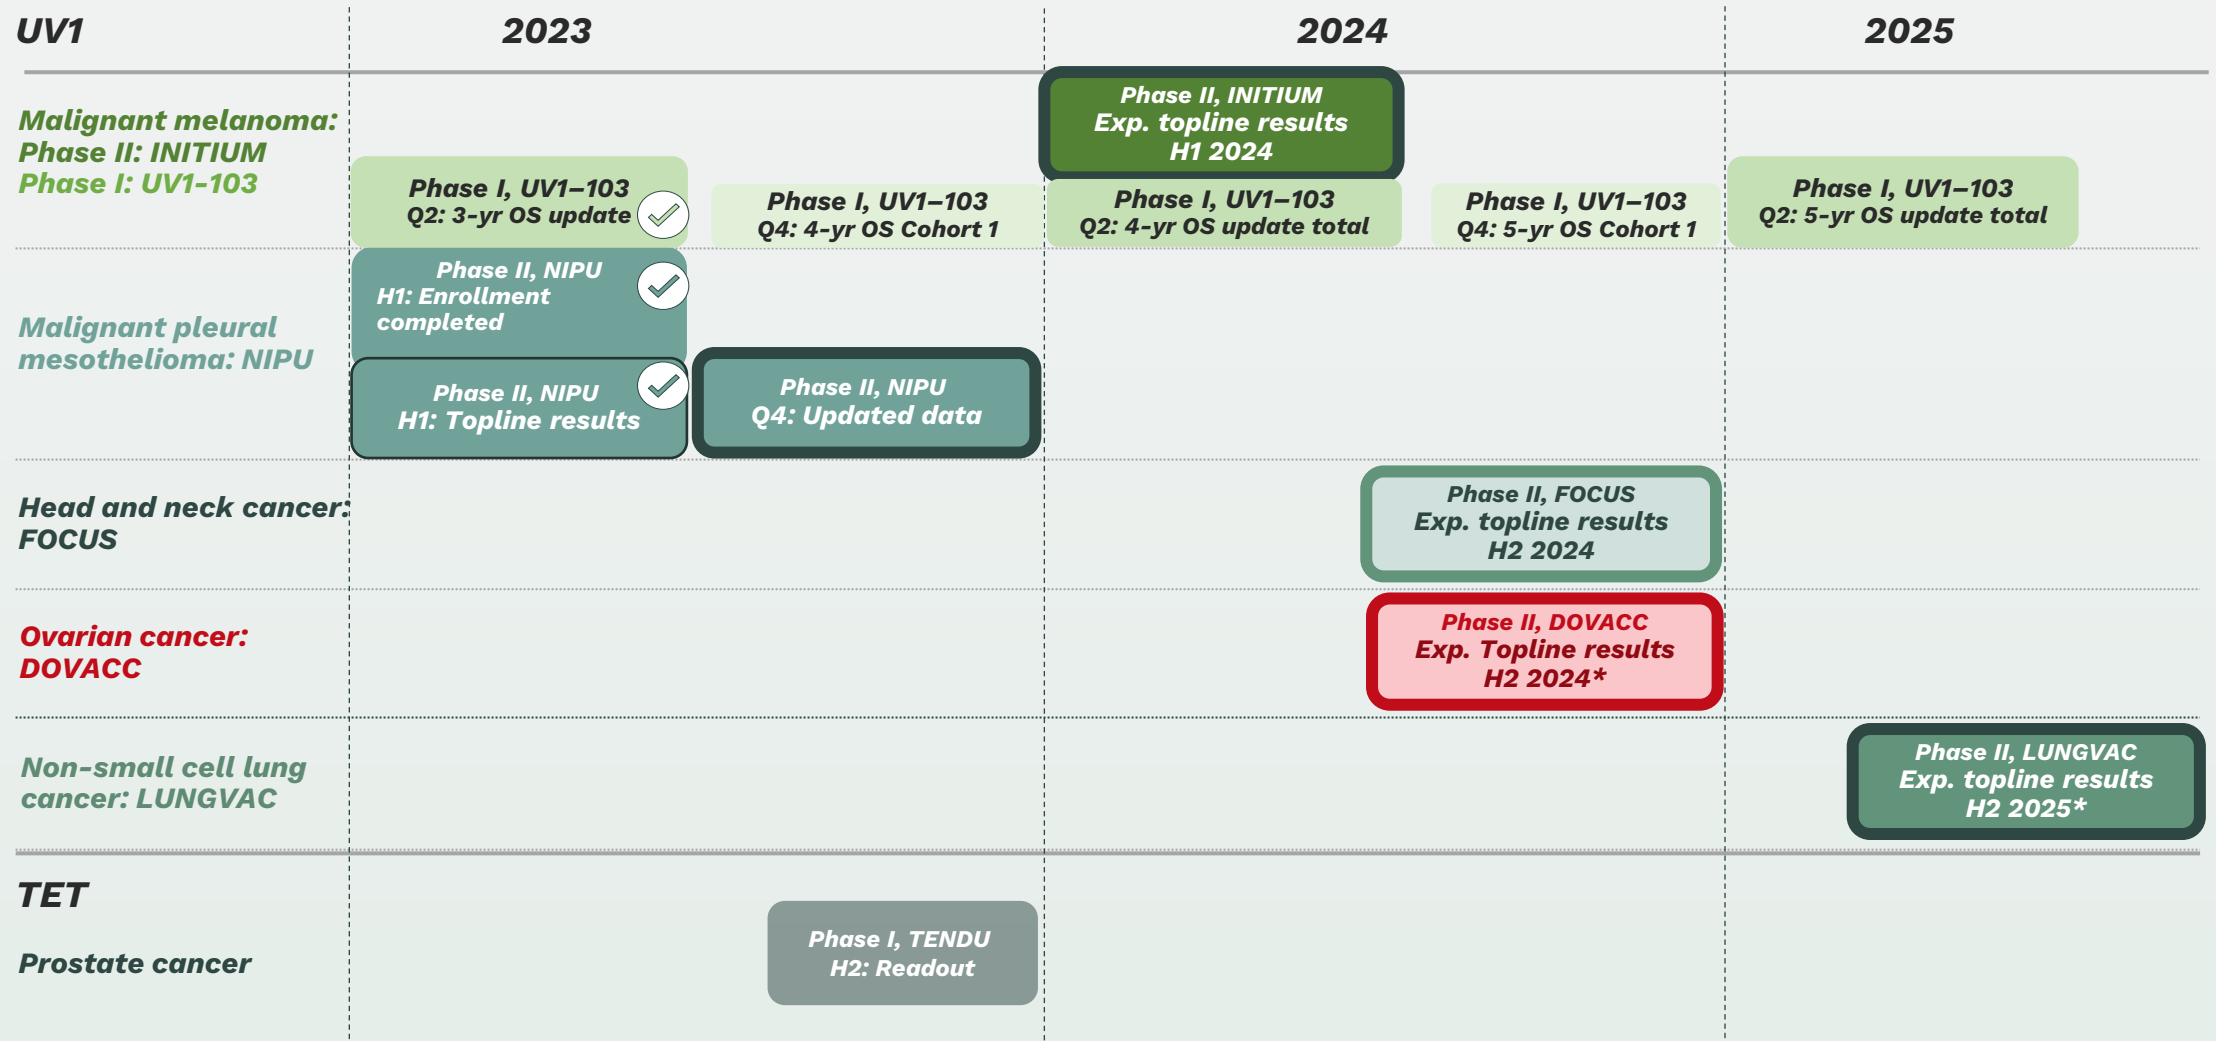 UV1
2023
2024
2025
Malignant melanoma:
Phase II: INITIUM
Phase I: UV1-103
Phase I, UV1–103
Q2: 3-yr OS update
Phase I, UV1–103
Q4: 4-yr OS Cohort 1
Phase II, INITIUM
Exp. topline results
H1 2024
Phase I, UV1–103
Q2: 4-yr OS update total
Phase I, UV1–103
Q4: 5-yr OS Cohort 1
Phase I, UV1–103
Q2: 5-yr OS update total
Malignant pleural
mesothelioma: NIPU
Phase II, NIPU
H1: Enrollment
completed
Phase II, NIPU
H1: Topline results
Phase II, NIPU
Q4: Updated data
Head and neck cancer:
FOCUS
Phase II, FOCUS
Exp. topline results
H2 2024
Ovarian cancer:
DOVACC
Phase II, DOVACC
Exp. Topline results
H2 2024*
Non-small cell lung
cancer: LUNGVAC
Phase II, LUNGVAC
Exp. topline results
H2 2025*
TET
Prostate cancer
Phase I, TENDU
H2: Readout